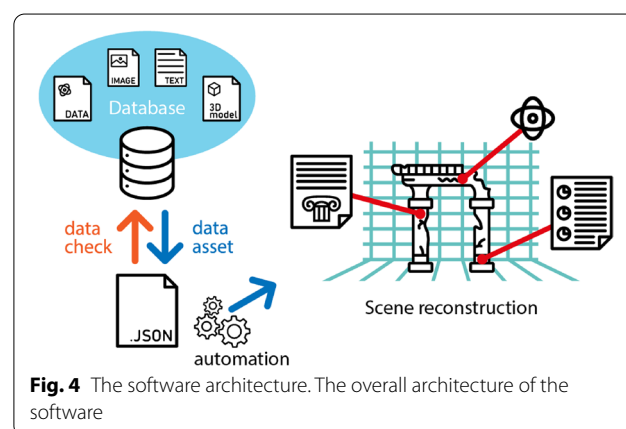 IMAGE
TEXT
DATA
Database
3D
model
data
check
data
asset
.JSON
automation
Scene reconstruction
Fig. 4 The software architecture. The overall architecture of the
software